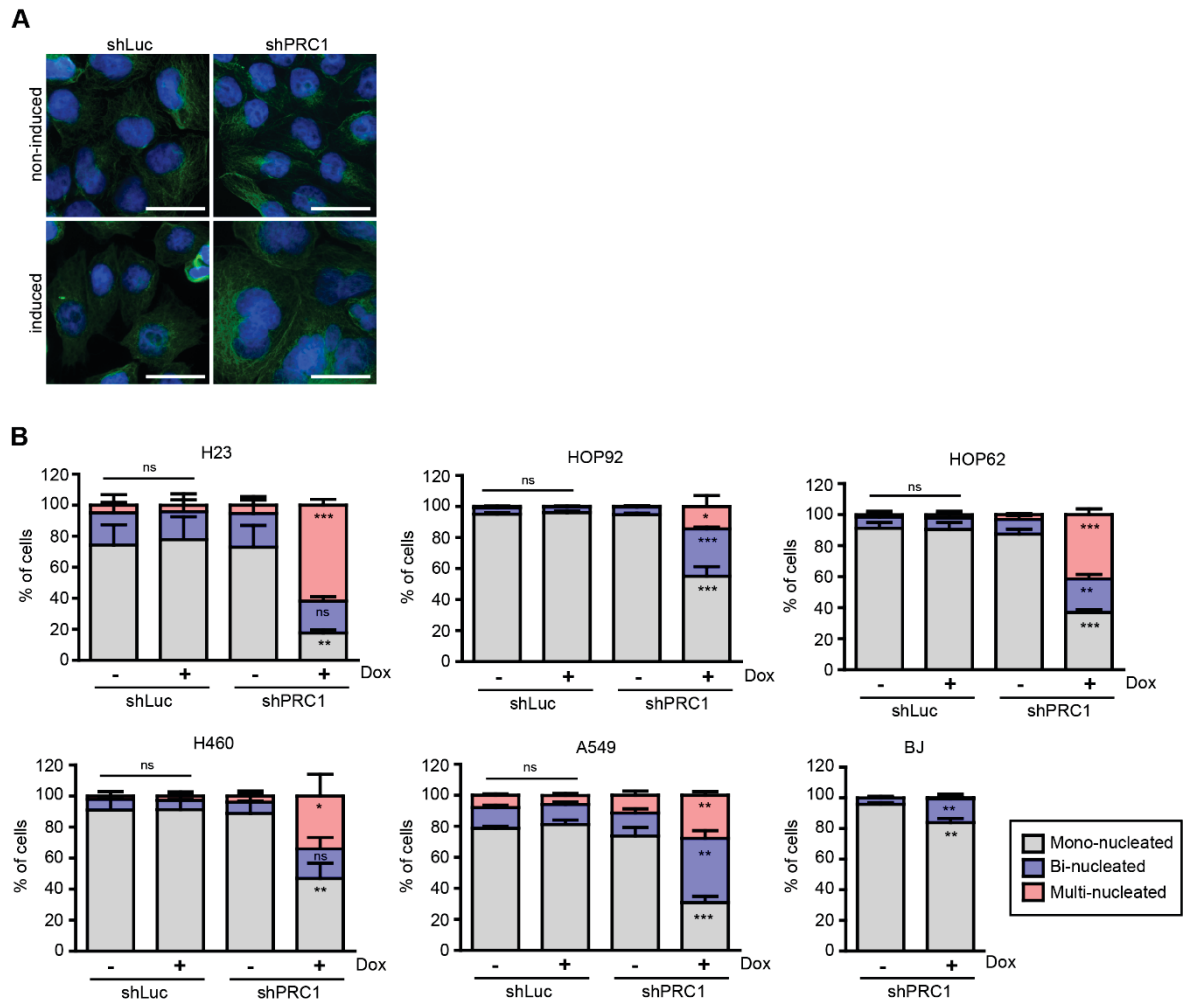 A
shLuc shPRC1
non-induced
induced
B
H23
% of cells
120
100
80
60
40
20
0
ns
***
ns
**
- + - + Dox
shLuc shPRC1
HOP92
% of cells
120
100
80
60
40
20
0
ns
*
***
***
- + - + Dox
shLuc shPRC1
HOP62
% of cells
120
100
80
60
40
20
0
ns
***
**
***
- + - + Dox
shLuc shPRC1
H460
% of cells
120
100
80
60
40
20
0
ns
*
ns
**
- + - + Dox
shLuc shPRC1
A549
% of cells
120
100
80
60
40
20
0
ns
**
**
***
- + - + Dox
shLuc shPRC1
BJ
% of cells
120
100
80
60
40
20
0
**
**
- + Dox
shPRC1
Mono-nucleated
Bi-nucleated
Multi-nucleated